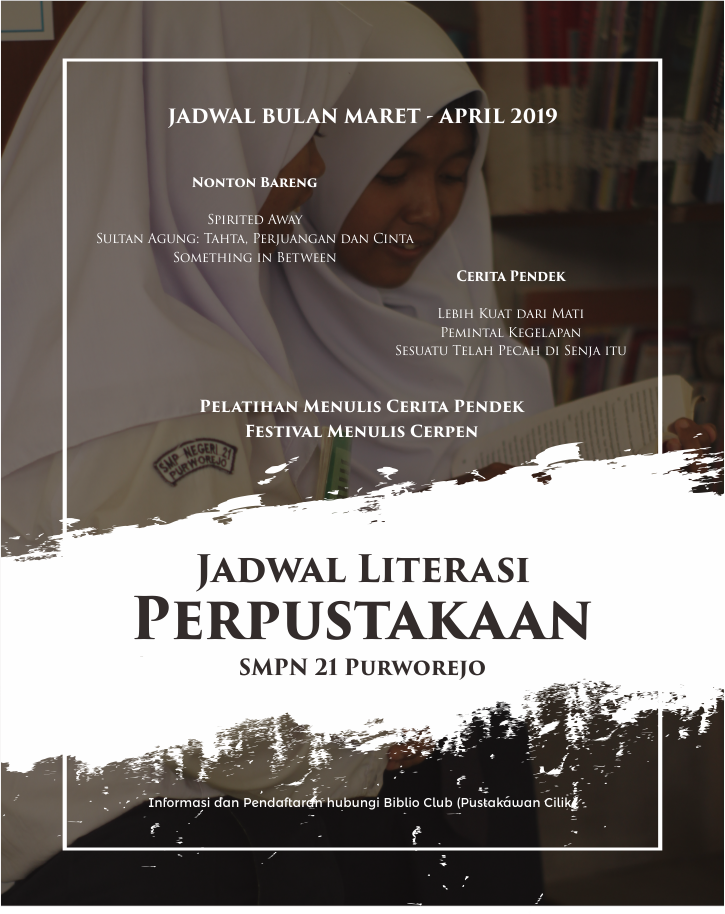 JADWAL BULAN MARET - APRIL 2019
NONTON BARENG
SPIRITED AWAY
SULTAN AGUNG: TAHTA, PERJUANGAN DAN CINTA
SOMETHING IN BETWEEN
CERITA PENDEK
LEBIH KUAT DARI MATI
PEMINTAL KEGELAPAN
SESUATU TELAH PECAH DI SENJA ITU
PELATIHAN MENULIS CERITA PENDEK
FESTIVAL MENULIS CERPEN
SMP NEGERI 21
PURWOREJO
JADWAL LITERASI
PERPUSTAKAAN
SMPN 21 PURWOREJO
Informasi dan Pendaftaran hubungi Biblio Club (Pustakawan Cilik)